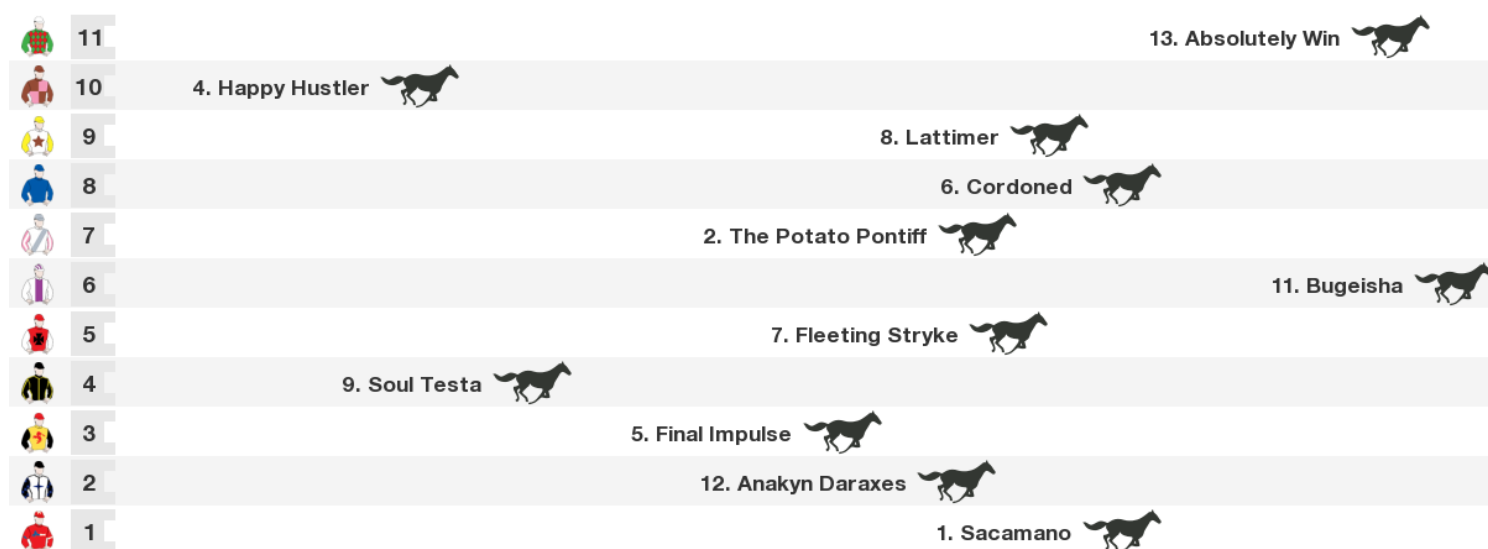 11 13. Absolutely Win
10 4. Happy Hustler
9 8. Lattimer
8 6. Cordoned
7 2. The Potato Pontiff
6 11. Bugeisha
5 7. Fleeting Stryke
4 9. Soul Testa
3 5. Final Impulse
2 12. Anakyn Daraxes
1 1. Sacamano